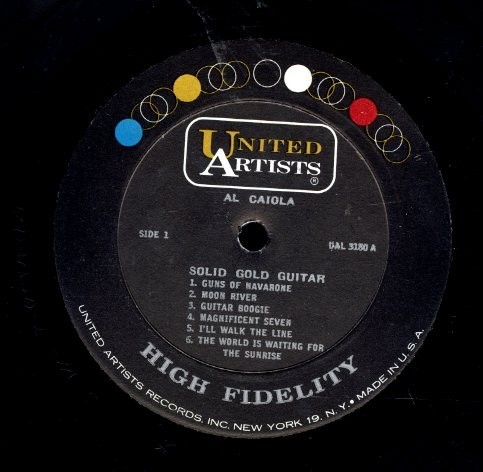 UNITED
ARTISTS
®
AL CAIOLA
SIDE 1
UAL 3180 A
SOLID GOLD GUITAR
1. GUNS OF NAVARONE
2. MOON RIVER
3. GUITAR BOOGIE
4. MAGNIFICENT SEVEN
5. I'LL WALK THE LINE
6. THE WORLD IS WAITING FOR
THE SUNRISE
HIGH FIDELITY
UNITED ARTISTS RECORDS, INC. NEW YORK 19, N.Y. • MADE IN U.S.A.